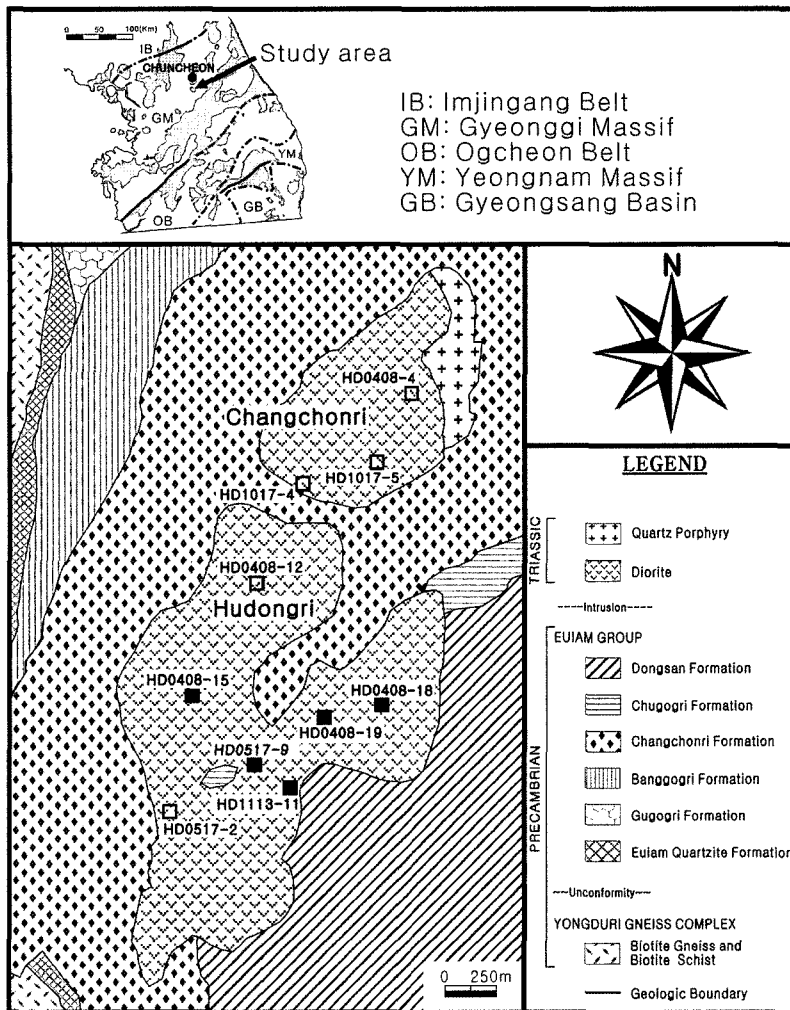 0 50 100(Km)
IB
CHUNCHEON
Study area
GM
YM
OB
GB
IB: Imjingang Belt
GM: Gyeonggi Massif
OB: Ogcheon Belt
YM: Yeongnam Massif
GB: Gyeongsang Basin
N
HD0408-4
Changchonri
HD1017-5
HD1017-4
HD0408-12
Hudongri
HD0408-15
HD0408-18
HD0408-19
HD0517-9
HD1113-11
HD0517-2
0 250m
LEGEND
TRIASSIC
Quartz Porphyry
Diorite
----Intrusion----
PRECAMBRIAN
EUIAM GROUP
Dongsan Formation
Chugogri Formation
Changchonri Formation
Banggogri Formation
Gugogri Formation
Euiam Quartzite Formation
~~Unconformity~~
YONGDURI GNEISS COMPLEX
Biotite Gneiss and
Biotite Schist
Geologic Boundary